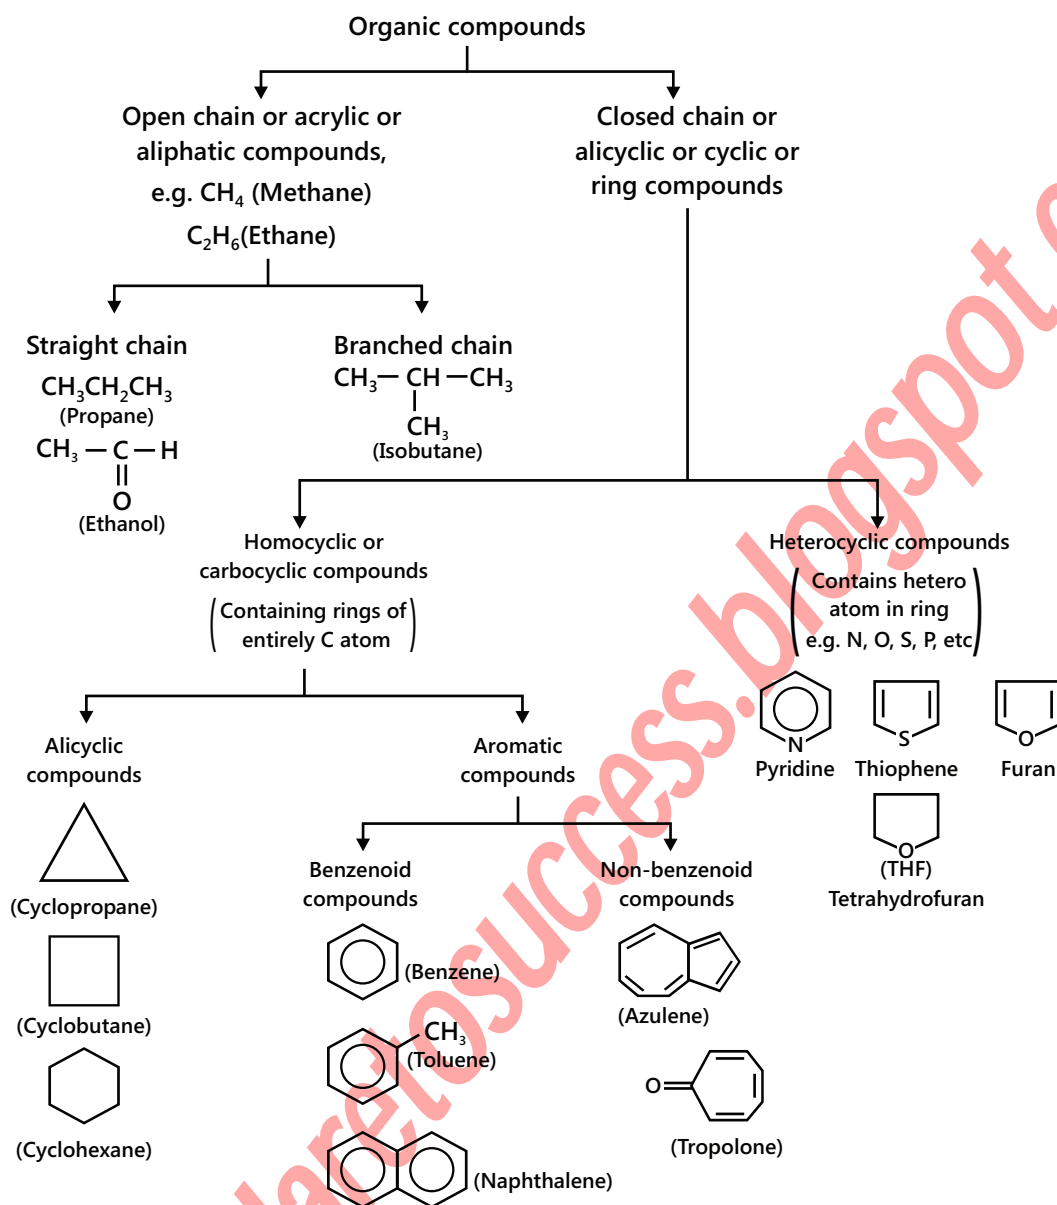 Organic compounds
Open chain or acrylic or
aliphatic compounds,
e.g. CH₄ (Methane)
C₂H₆(Ethane)
Closed chain or
alicyclic or cyclic or
ring compounds
Straight chain
CH₃CH₂CH₃
(Propane)
CH₃ — C — H
O
(Ethanol)
Branched chain
CH₃— CH —CH₃
CH₃
(Isobutane)
Homocyclic or
carbocyclic compounds
(Containing rings of
entirely C atom)
Heterocyclic compounds
(Contains hetero
atom in ring
e.g. N, O, S, P, etc)
N
Pyridine
S
Thiophene
O
Furan
O
(THF)
Tetrahydrofuran
Alicyclic
compounds
(Cyclopropane)
(Cyclobutane)
(Cyclohexane)
Aromatic
compounds
Benzenoid
compounds
(Benzene)
CH₃
(Toluene)
(Naphthalene)
Non-benzenoid
compounds
(Azulene)
O
(Tropolone)
laretosuccess.blogspot.c